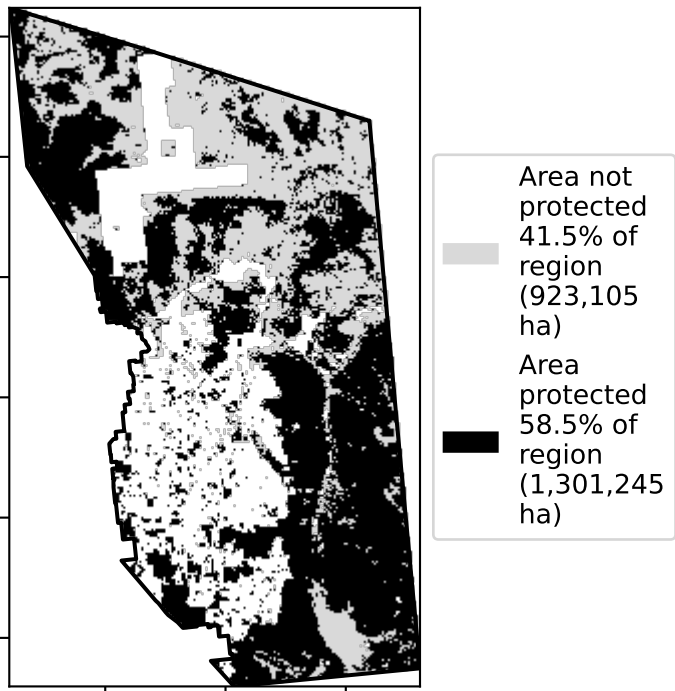 Area not
protected
41.5% of
region
(923,105
ha)
Area
protected
58.5% of
region
(1,301,245
ha)